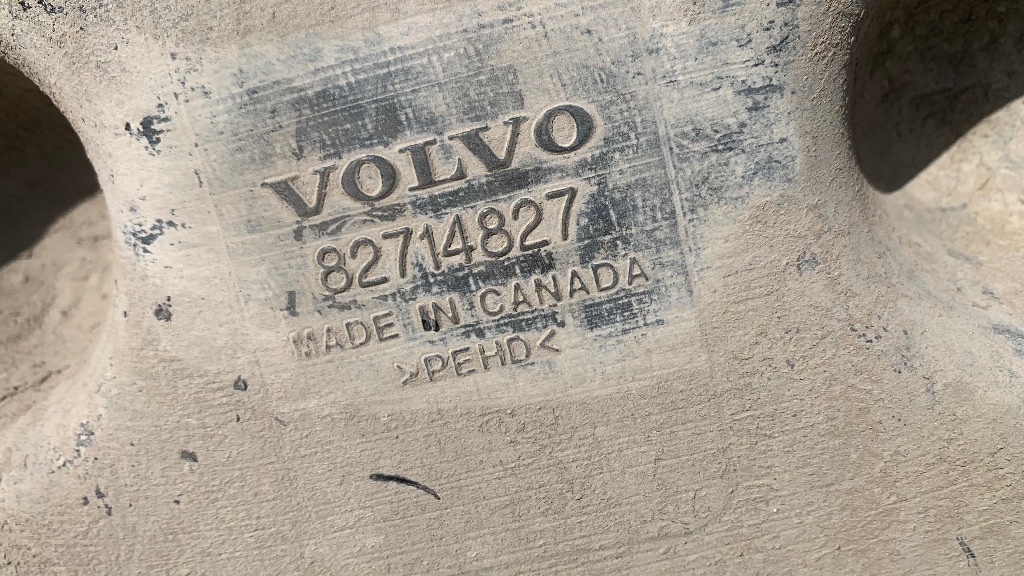 VOLVO
82714827
MADE IN CANADA
>PEHD<